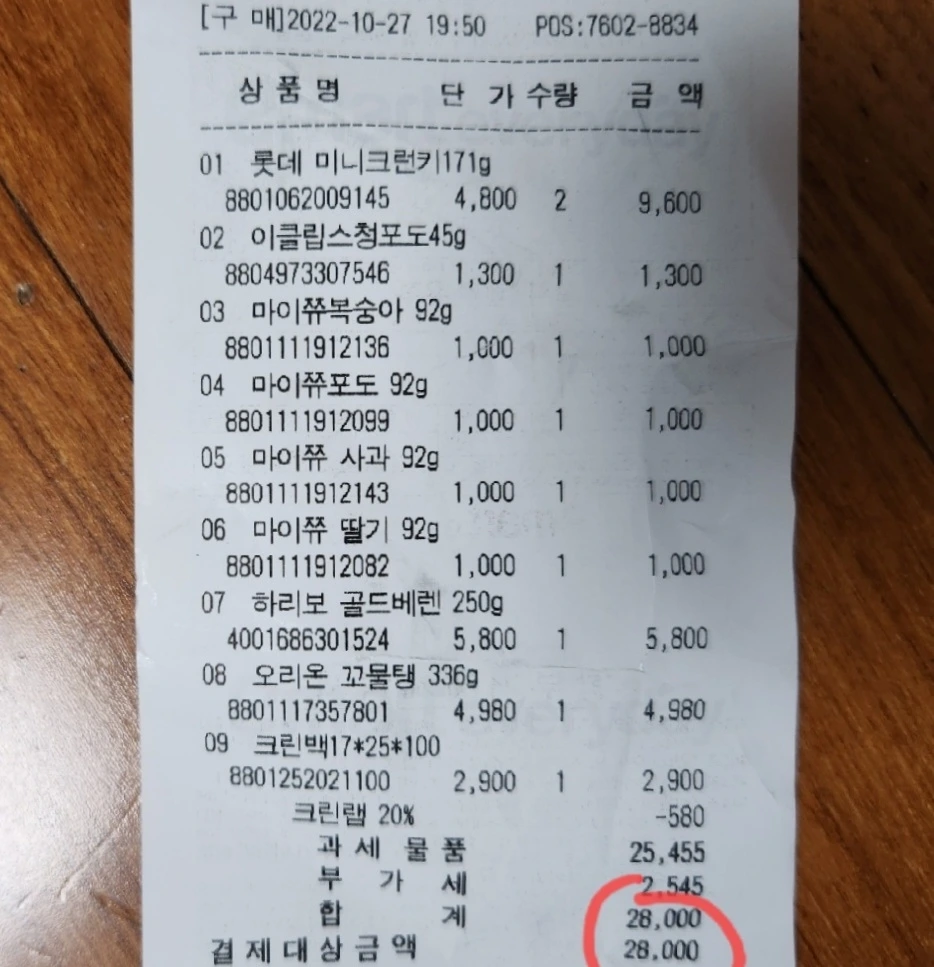 [구 매]2022-10-27 19:50 POS:7602-8834
상 품 명 단 가 수량 금 액
01 롯데 미니크런키171g
8801062009145 4,800 2 9,600
02 이클립스청포도45g
8804973307546 1,300 1 1,300
03 마이쮸복숭아 92g
8801111912136 1,000 1 1,000
04 마이쮸포도 92g
8801111912099 1,000 1 1,000
05 마이쮸 사과 92g
8801111912143 1,000 1 1,000
06 마이쮸 딸기 92g
8801111912082 1,000 1 1,000
07 하리보 골드베렌 250g
4001686301524 5,800 1 5,800
08 오리온 꼬물탱 336g
8801117357801 4,980 1 4,980
09 크린백17*25*100
8801252021100 2,900 1 2,900
크린랩 20% -580
과 세 물 품 25,455
부 가 세 2,545
합 계 28,000
결 제 대 상 금 액 28,000